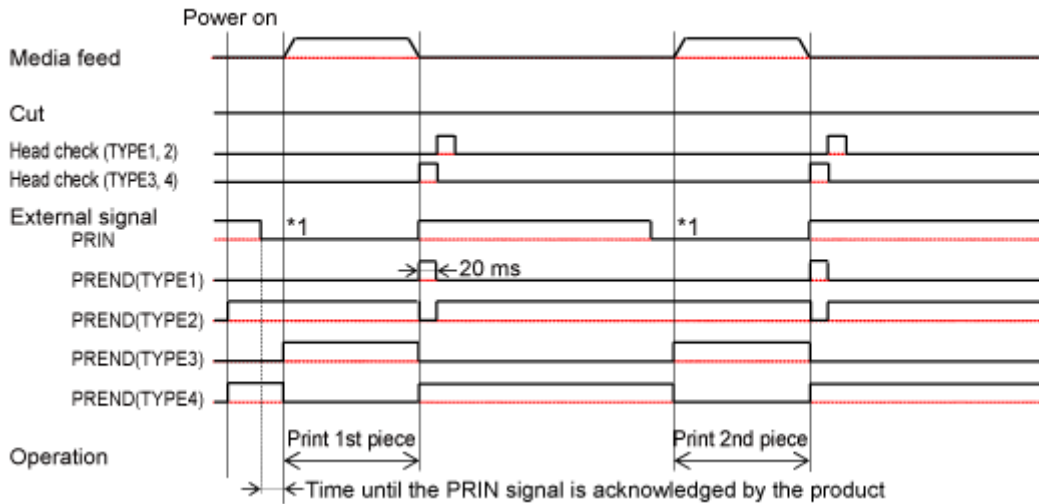 Power on
Media feed
Cut
Head check (TYPE1, 2)
Head check (TYPE3, 4)
External signal
PRIN
*1
*1
PREND(TYPE1)
20 ms
PREND(TYPE2)
PREND(TYPE3)
PREND(TYPE4)
Operation
Print 1st piece
Print 2nd piece
Time until the PRIN signal is acknowledged by the product